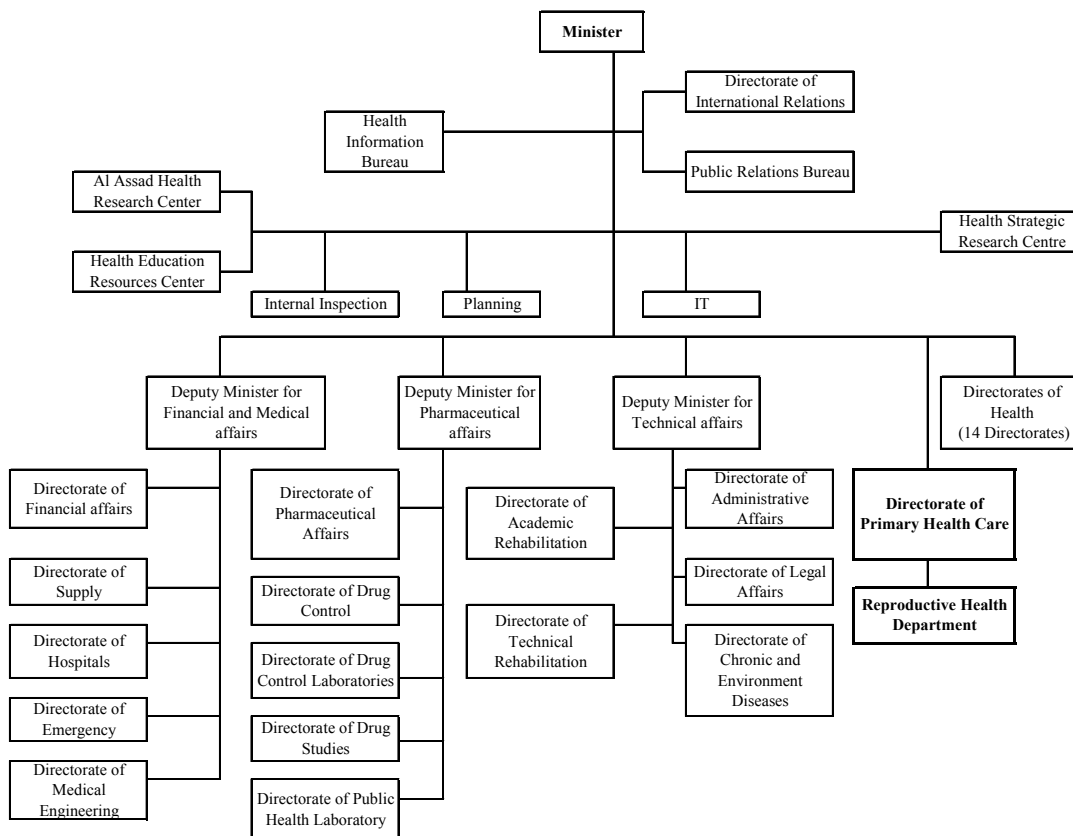 Minister
Directorate of
International Relations
Health
Information
Bureau
Public Relations Bureau
Al Assad Health
Research Center
Health Strategic
Research Centre
Health Education
Resources Center
Internal Inspection
Planning
IT
Deputy Minister for
Financial and Medical
affairs
Deputy Minister for
Pharmaceutical
affairs
Deputy Minister for
Technical affairs
Directorates of
Health
(14 Directorates)
Directorate of
Financial affairs
Directorate of
Supply
Directorate of
Hospitals
Directorate of
Emergency
Directorate of
Medical
Engineering
Directorate of
Pharmaceutical
Affairs
Directorate of Drug
Control
Directorate of Drug
Control Laboratories
Directorate of Drug
Studies
Directorate of Public
Health Laboratory
Directorate of
Academic
Rehabilitation
Directorate of
Technical
Rehabilitation
Directorate of
Administrative
Affairs
Directorate of Legal
Affairs
Directorate of
Chronic and
Environment
Diseases
Directorate of
Primary Health Care
Reproductive Health
Department